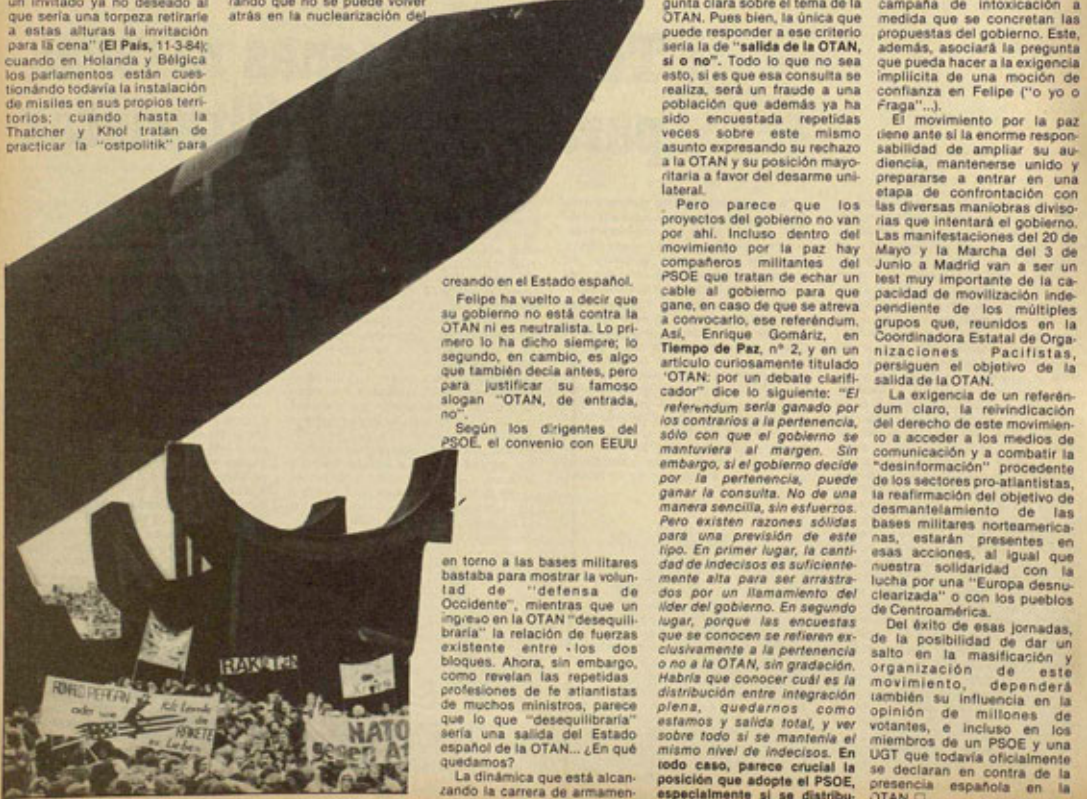 un invitado ya no deseado al
que sería una torpeza retirarle
a estas alturas la invitación
para la cena" (El País, 11-3-84);
cuando en Holanda y Bélgica
los parlamentos están cues-
tionándo todavía la instalación
de misiles en sus propios terri-
torios; cuando hasta la
Thatcher y Khol tratan de
practicar la "ostpolitik" para
rando que no se puede volver
atrás en la nuclearización del
creando en el Estado español.
Felipe ha vuelto a decir que
su gobierno no está contra la
OTAN ni es neutralista. Lo pri-
mero lo ha dicho siempre; lo
segundo, en cambio, es algo
que también decía antes, pero
para justificar su famoso
slogan "OTAN, de entrada,
no".
Según los dirigentes del
PSOE, el convenio con EEUU
en torno a las bases militares
bastaba para mostrar la volun-
tad de "defensa de
Occidente", mientras que un
ingreso en la OTAN "desequili-
braría" la relación de fuerzas
existente entre los dos
bloques. Ahora, sin embargo,
como revelan las repetidas
profesiones de fe atlantistas
de muchos ministros, parece
que lo que "desequilibraría"
sería una salida del Estado
español de la OTAN... ¿En qué
quedamos?
La dinámica que está alcan-
zando la carrera de armamen-
gunta clara sobre el tema de la
OTAN. Pues bien, la única que
puede responder a ese criterio
sería la de "salida de la OTAN,
sí o no". Todo lo que no sea
esto, si es que esa consulta se
realiza, será un fraude a una
población que además ya ha
sido encuestada repetidas
veces sobre este mismo
asunto expresando su rechazo
a la OTAN y su posición mayo-
ritaria a favor del desarme uni-
lateral.
Pero parece que los
proyectos del gobierno no van
por ahí. Incluso dentro del
movimiento por la paz hay
compañeros militantes del
PSOE que tratan de echar un
cable al gobierno para que
gane, en caso de que se atreva
a convocarlo, ese referéndum.
Así, Enrique Gomáriz, en
Tiempo de Paz, nº 2, y en un
artículo curiosamente titulado
'OTAN: por un debate clarifi-
cador" dice lo siguiente: "El
referendum sería ganado por
los contrarios a la pertenencia,
sólo con que el gobierno se
mantuviera al margen. Sin
embargo, si el gobierno decide
por la pertenencia, puede
ganar la consulta. No de una
manera sencilla, sin esfuerzos.
Pero existen razones sólidas
para una previsión de este
tipo. En primer lugar, la canti-
dad de indecisos es suficiente-
mente alta para ser arrastra-
dos por un llamamiento del
líder del gobierno. En segundo
lugar, porque las encuestas
que se conocen se refieren ex-
clusivamente a la pertenencia
o no a la OTAN, sin gradación.
Habría que conocer cuál es la
distribución entre integración
plena, quedarnos como
estamos y salida total, y ver
sobre todo si se mantenía el
mismo nivel de indecisos. En
todo caso, parece crucial la
posición que adopte el PSOE,
especialmente si se distribu-
campaña de intoxicación a
medida que se concretan las
propuestas del gobierno. Este,
además, asociará la pregunta
que pueda hacer a la exigencia
impliícita de una moción de
confianza en Felipe ("o yo o
Fraga"...).
El movimiento por la paz
tiene ante sí la enorme respon-
sabilidad de ampliar su au-
diencia, mantenerse unido y
prepararse a entrar en una
etapa de confrontación con
las diversas maniobras diviso-
rias que intentará el gobierno.
Las manifestaciones del 20 de
Mayo y la Marcha del 3 de
Junio a Madrid van a ser un
test muy importante de la ca-
pacidad de movilización inde-
pendiente de los múltiples
grupos que, reunidos en la
Coordinadora Estatal de Orga-
nizaciones Pacifistas,
persiguen el objetivo de la
salida de la OTAN.
La exigencia de un referén-
dum claro, la reivindicación
del derecho de este movimien-
to a acceder a los medios de
comunicación y a combatir la
"desinformación" procedente
de los sectores pro-atlantistas,
la reafirmación del objetivo de
desmantelamiento de las
bases militares norteamerica-
nas, estarán presentes en
esas acciones, al igual que
nuestra solidaridad con la
lucha por una "Europa desnu-
clearizada" o con los pueblos
de Centroamérica.
Del éxito de esas jornadas,
de la posibilidad de dar un
salto en la masificación y
organización de este
movimiento, dependerá
también su influencia en la
opinión de millones de
votantes, e incluso en los
miembros de un PSOE y una
UGT que todavía oficialmente
se declaran en contra de la
presencia española en la
OTAN □
RAKETEN
RONALD REAGAN
oder wie
RAKETE
zu lieben
NATO